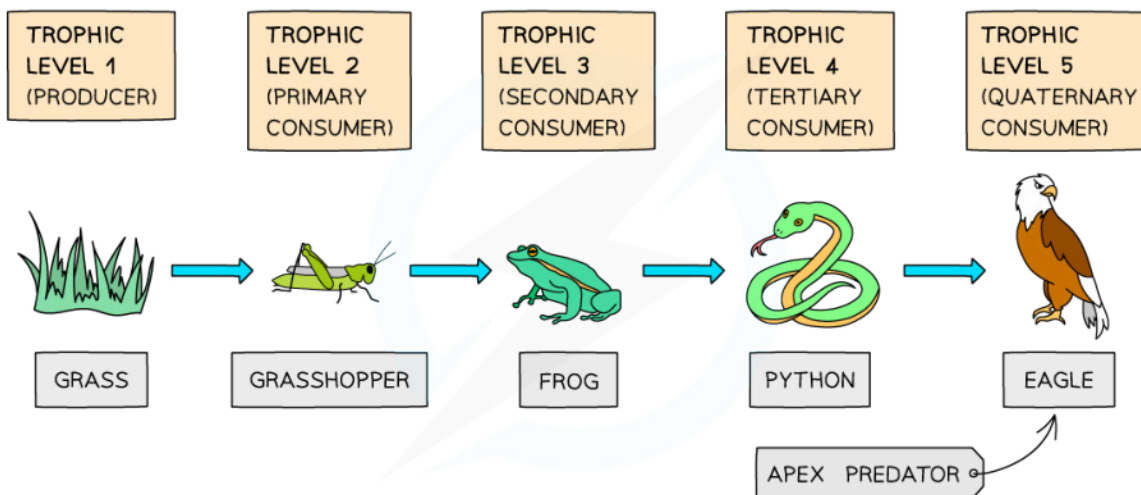 TROPHIC
LEVEL 1
(PRODUCER)
TROPHIC
LEVEL 2
(PRIMARY
CONSUMER)
TROPHIC
LEVEL 3
(SECONDARY
CONSUMER)
TROPHIC
LEVEL 4
(TERTIARY
CONSUMER)
TROPHIC
LEVEL 5
(QUATERNARY
CONSUMER)
GRASS
GRASSHOPPER
FROG
PYTHON
EAGLE
APEX PREDATOR